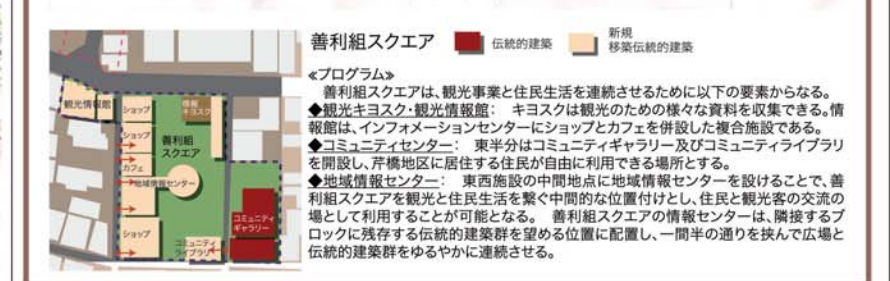 善利組スクエア
伝統的建築
新規
移築伝統的建築
≪プログラム≫
善利組スクエアは、観光事業と住民生活を連続させるために以下の要素からなる。
◆観光キヨスク・観光情報館： キヨスクは観光のための様々な資料を収集できる。情
報館は、インフォメーションセンターにショップとカフェを併設した複合施設である。
◆コミュニティセンター： 東半分はコミュニティギャラリー及びコミュニティライブラリ
を開設し、芹橋地区に居住する住民が自由に利用できる場所とする。
◆地域情報センター： 東西施設の中間地点に地域情報センターを設けることで、善
利組スクエアを観光と住民生活を繋ぐ中間的な位置付けとし、住民と観光客の交流の
場として利用することが可能となる。 善利組スクエアの情報センターは、隣接するブ
ロックに残存する伝統的建築群を望める位置に配置し、一間半の通りを挟んで広場と
伝統的建築群をゆるやかに連続させる。
観光情報館
ショップ
情報
キヨスク
ショップ
善利組
スクエア
カフェ
地域情報センター
ショップ
コミュニティ
ギャラリー
コミュニティ
ライブラリ